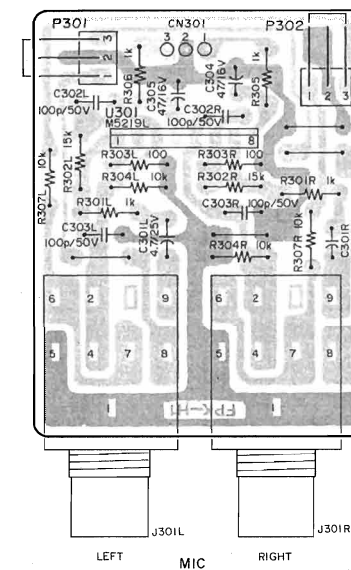 P301
CN301
P302
3
2
1
3 2 1
1 2 3
R306 1k
C305 47/16V
C304 47/16V
R305 1k
C302L
100p/50V
C302R
100p/50V
U301
M5219L
1
8
R307L 10k
R302L 15k
R303L 100
R303R 100
R304L 10k
R302R 15k
R301R 1k
R301L 1k
C303R 100p/50V
C303L
100p/50V
C301L
4.7/25V
R304R 10k
R307R 10k
C301R
6 2 9
6 2 9
5 4 7 8
5 4 7 8
1
FPK-H1
1
J301L
J301R
LEFT
RIGHT
MIC